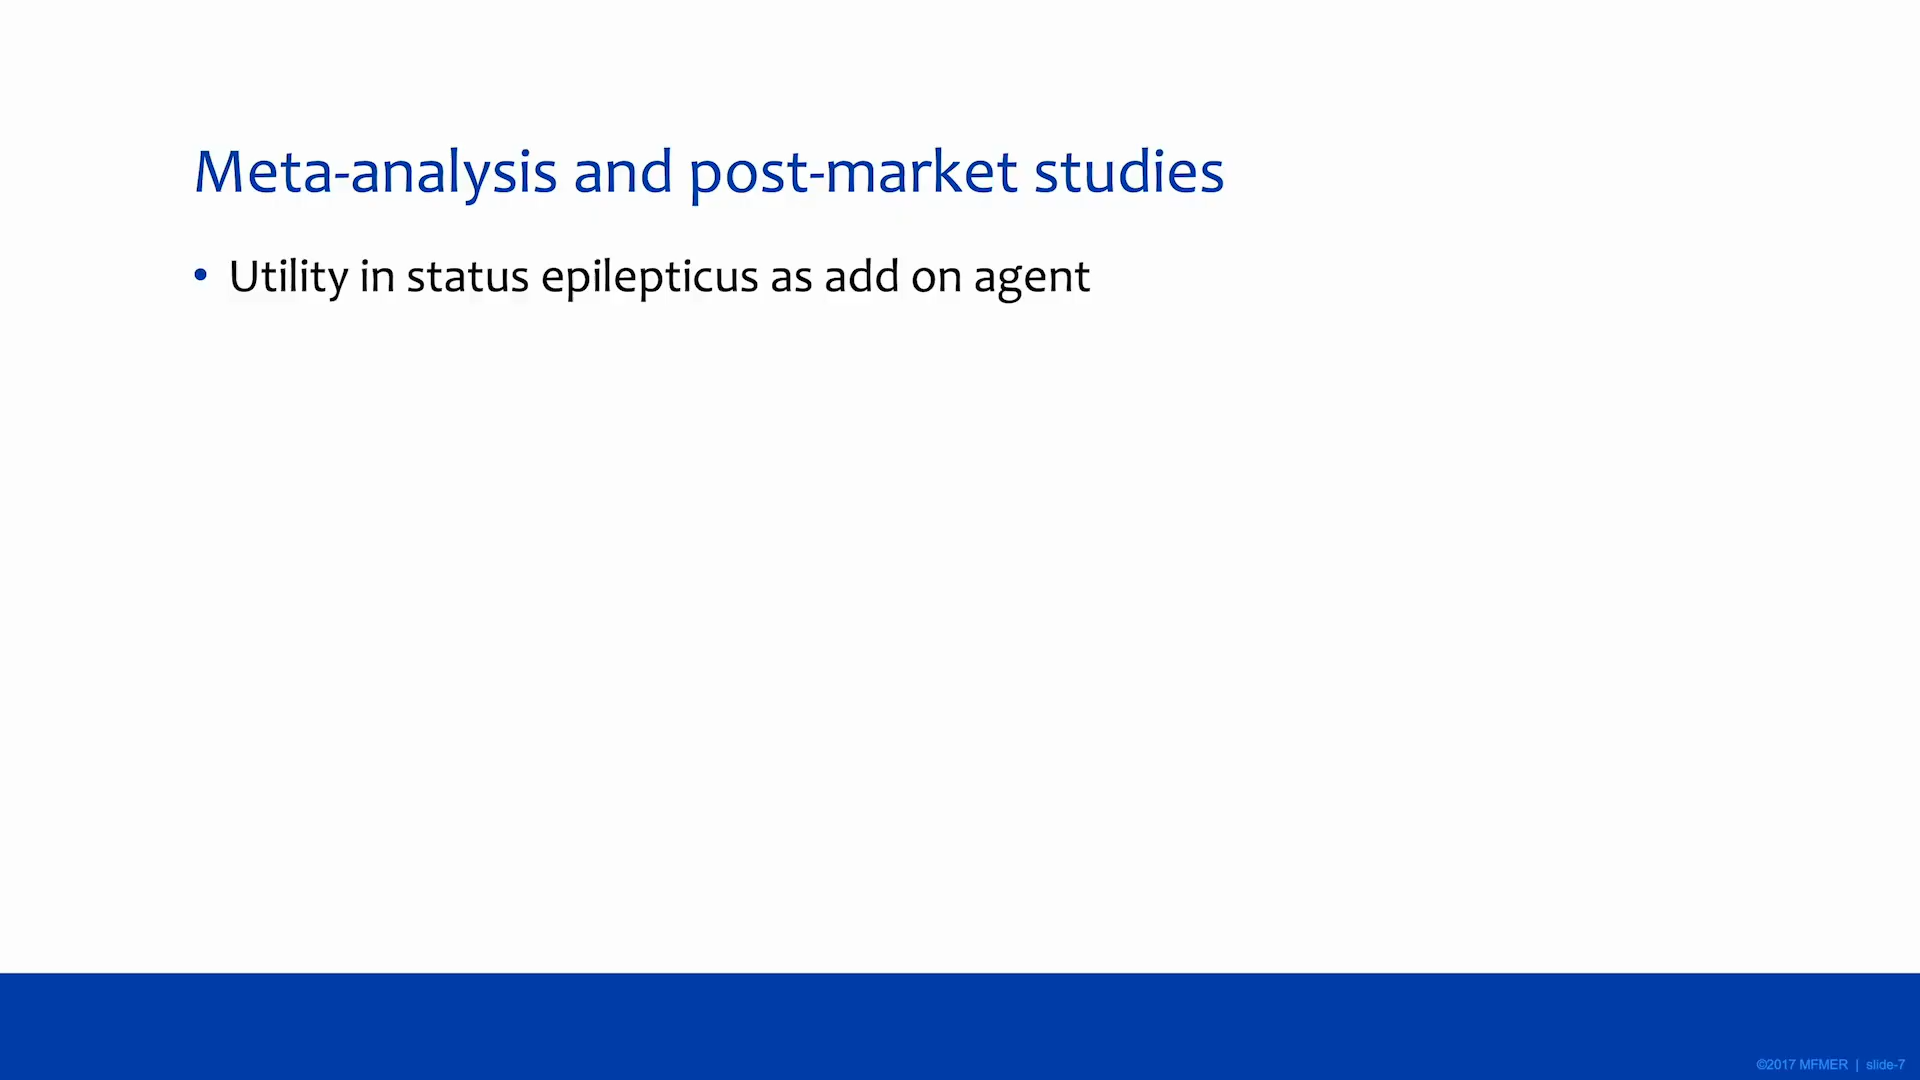 Meta-analysis and post-market studies
• Utility in status epilepticus as add on agent
©2017 MFMER | slide-7